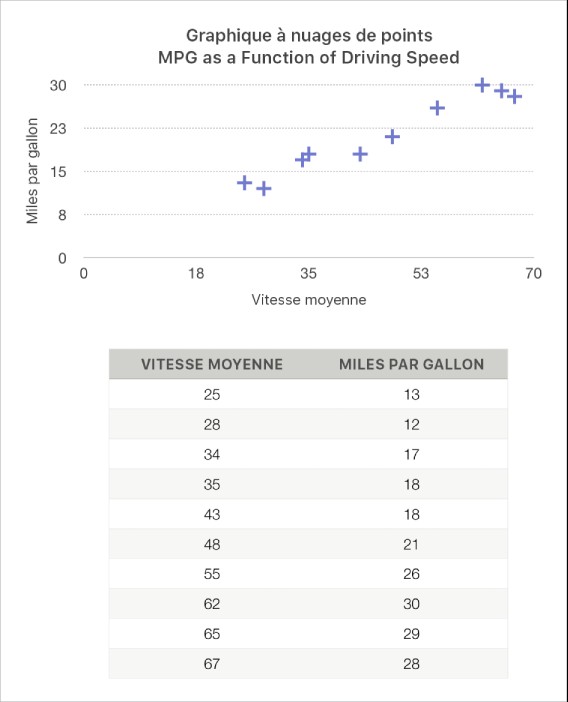 Graphique à nuages de points
MPG as a Function of Driving Speed
30
23
15
8
0
Miles par gallon
0 18 35 53 70
Vitesse moyenne
VITESSE MOYENNE MILES PAR GALLON
25 13
28 12
34 17
35 18
43 18
48 21
55 26
62 30
65 29
67 28